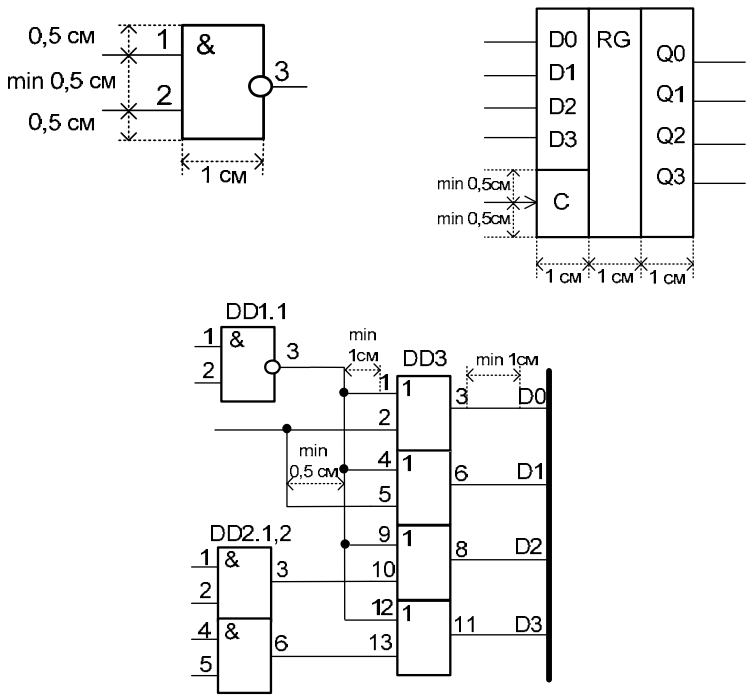 0,5 см
1
&
min 0,5 см
2
3
0,5 см
1 см
D0
RG
Q0
D1
Q1
D2
Q2
D3
Q3
min 0,5см
C
min 0,5см
1 см
1 см
1 см
DD1.1
1
&
2
3
min
1см
DD3
min 1см
1
1
3
D0
2
min
0,5 см
4
1
6
D1
5
DD2.1,2
9
1
8
D2
1
&
3
10
2
12
1
11
D3
4
&
6
13
5